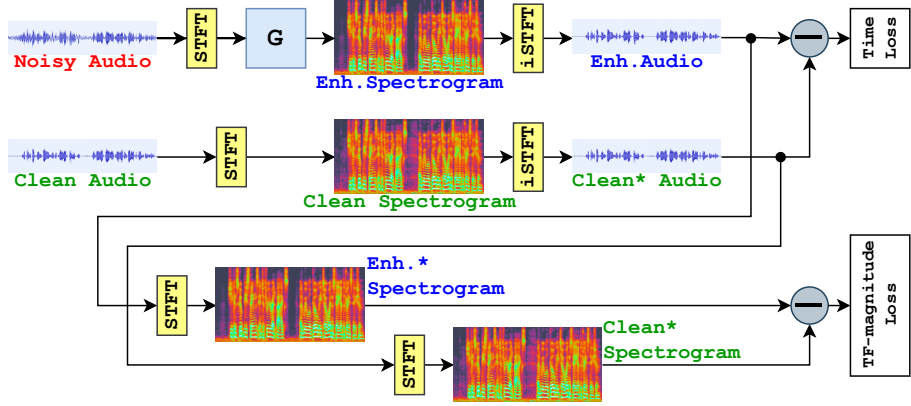 STFT
G
iSTFT
Time
Loss
Noisy Audio
Enh.Spectrogram
Enh.Audio
STFT
iSTFT
Clean Audio
Clean Spectrogram
Clean* Audio
Enh.*
Spectrogram
STFT
TF-magnitude
Loss
Clean*
Spectrogram
STFT